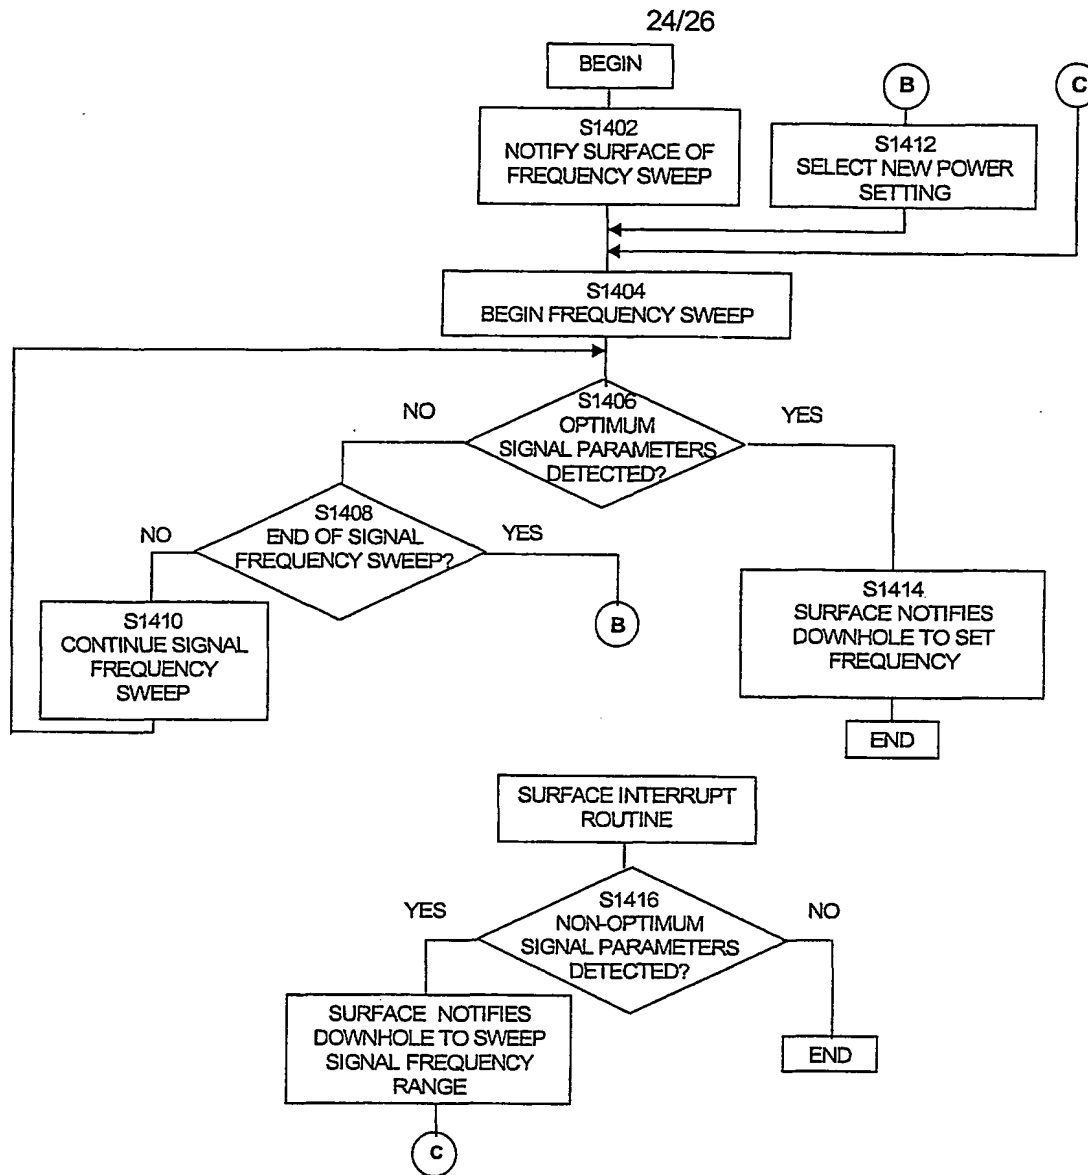 24/26
BEGIN
B
C
S1402
NOTIFY SURFACE OF
FREQUENCY SWEEP
S1412
SELECT NEW POWER
SETTING
S1404
BEGIN FREQUENCY SWEEP
NO
S1406
OPTIMUM
SIGNAL PARAMETERS
DETECTED?
YES
NO
S1408
END OF SIGNAL
FREQUENCY SWEEP?
YES
S1410
CONTINUE SIGNAL
FREQUENCY
SWEEP
B
S1414
SURFACE NOTIFIES
DOWNHOLE TO SET
FREQUENCY
END
SURFACE INTERRUPT
ROUTINE
YES
S1416
NON-OPTIMUM
SIGNAL PARAMETERS
DETECTED?
NO
SURFACE NOTIFIES
DOWNHOLE TO SWEEP
SIGNAL FREQUENCY
RANGE
END
C